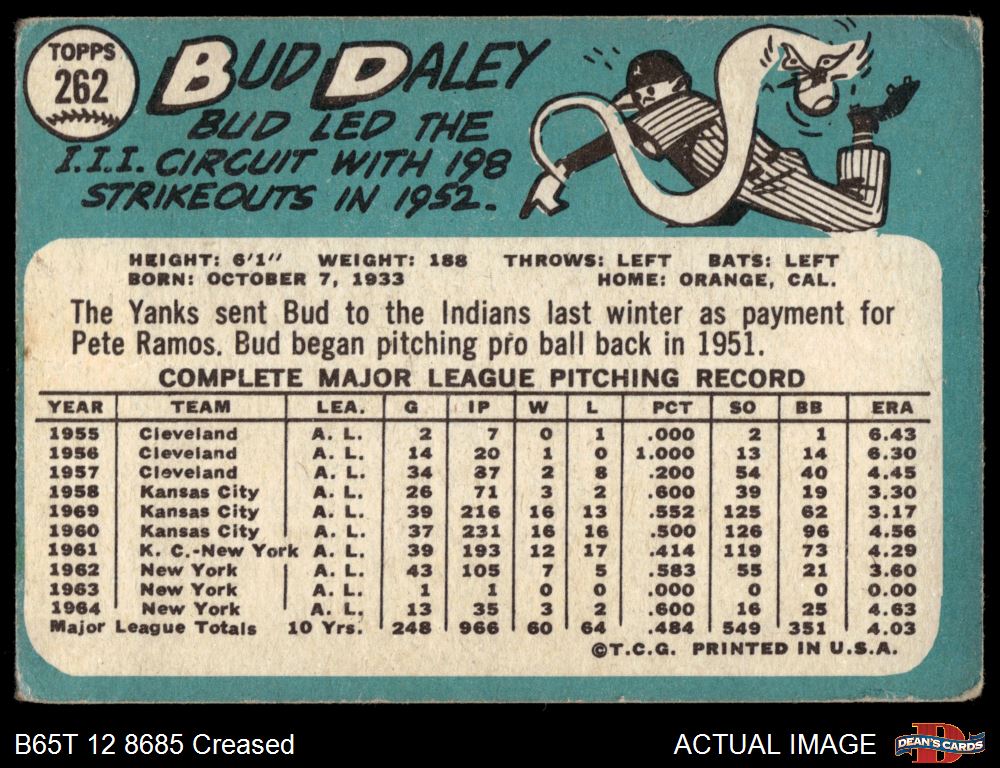 TOPPS
262
BUD DALEY
BUD LED THE
I.I.I. CIRCUIT WITH 198
STRIKEOUTS IN 1952.
HEIGHT: 6'1" WEIGHT: 188 THROWS: LEFT BATS: LEFT
BORN: OCTOBER 7, 1933 HOME: ORANGE, CAL.
The Yanks sent Bud to the Indians last winter as payment for
Pete Ramos. Bud began pitching pro ball back in 1951.
COMPLETE MAJOR LEAGUE PITCHING RECORD
YEAR TEAM LEA. G IP W L PCT SO BB ERA
1955 Cleveland A. L. 2 7 0 1 .000 2 1 6.43
1956 Cleveland A. L. 14 20 1 0 1.000 13 14 6.30
1957 Cleveland A. L. 34 87 2 8 .200 54 40 4.45
1958 Kansas City A. L. 26 71 3 2 .600 39 19 3.30
1969 Kansas City A. L. 39 216 16 13 .552 125 62 3.17
1960 Kansas City A. L. 37 231 16 16 .500 126 96 4.56
1961 K. C.-New York A. L. 39 193 12 17 .414 119 73 4.29
1962 New York A. L. 43 105 7 5 .583 55 21 3.60
1963 New York A. L. 1 1 0 0 .000 0 0 0.00
1964 New York A. L. 13 35 3 2 .600 16 25 4.63
Major League Totals 10 Yrs. 248 966 60 64 .484 549 351 4.03
©T.C.G. PRINTED IN U.S.A.
B65T 12 8685 Creased ACTUAL IMAGE
D
DEAN'S CARDS